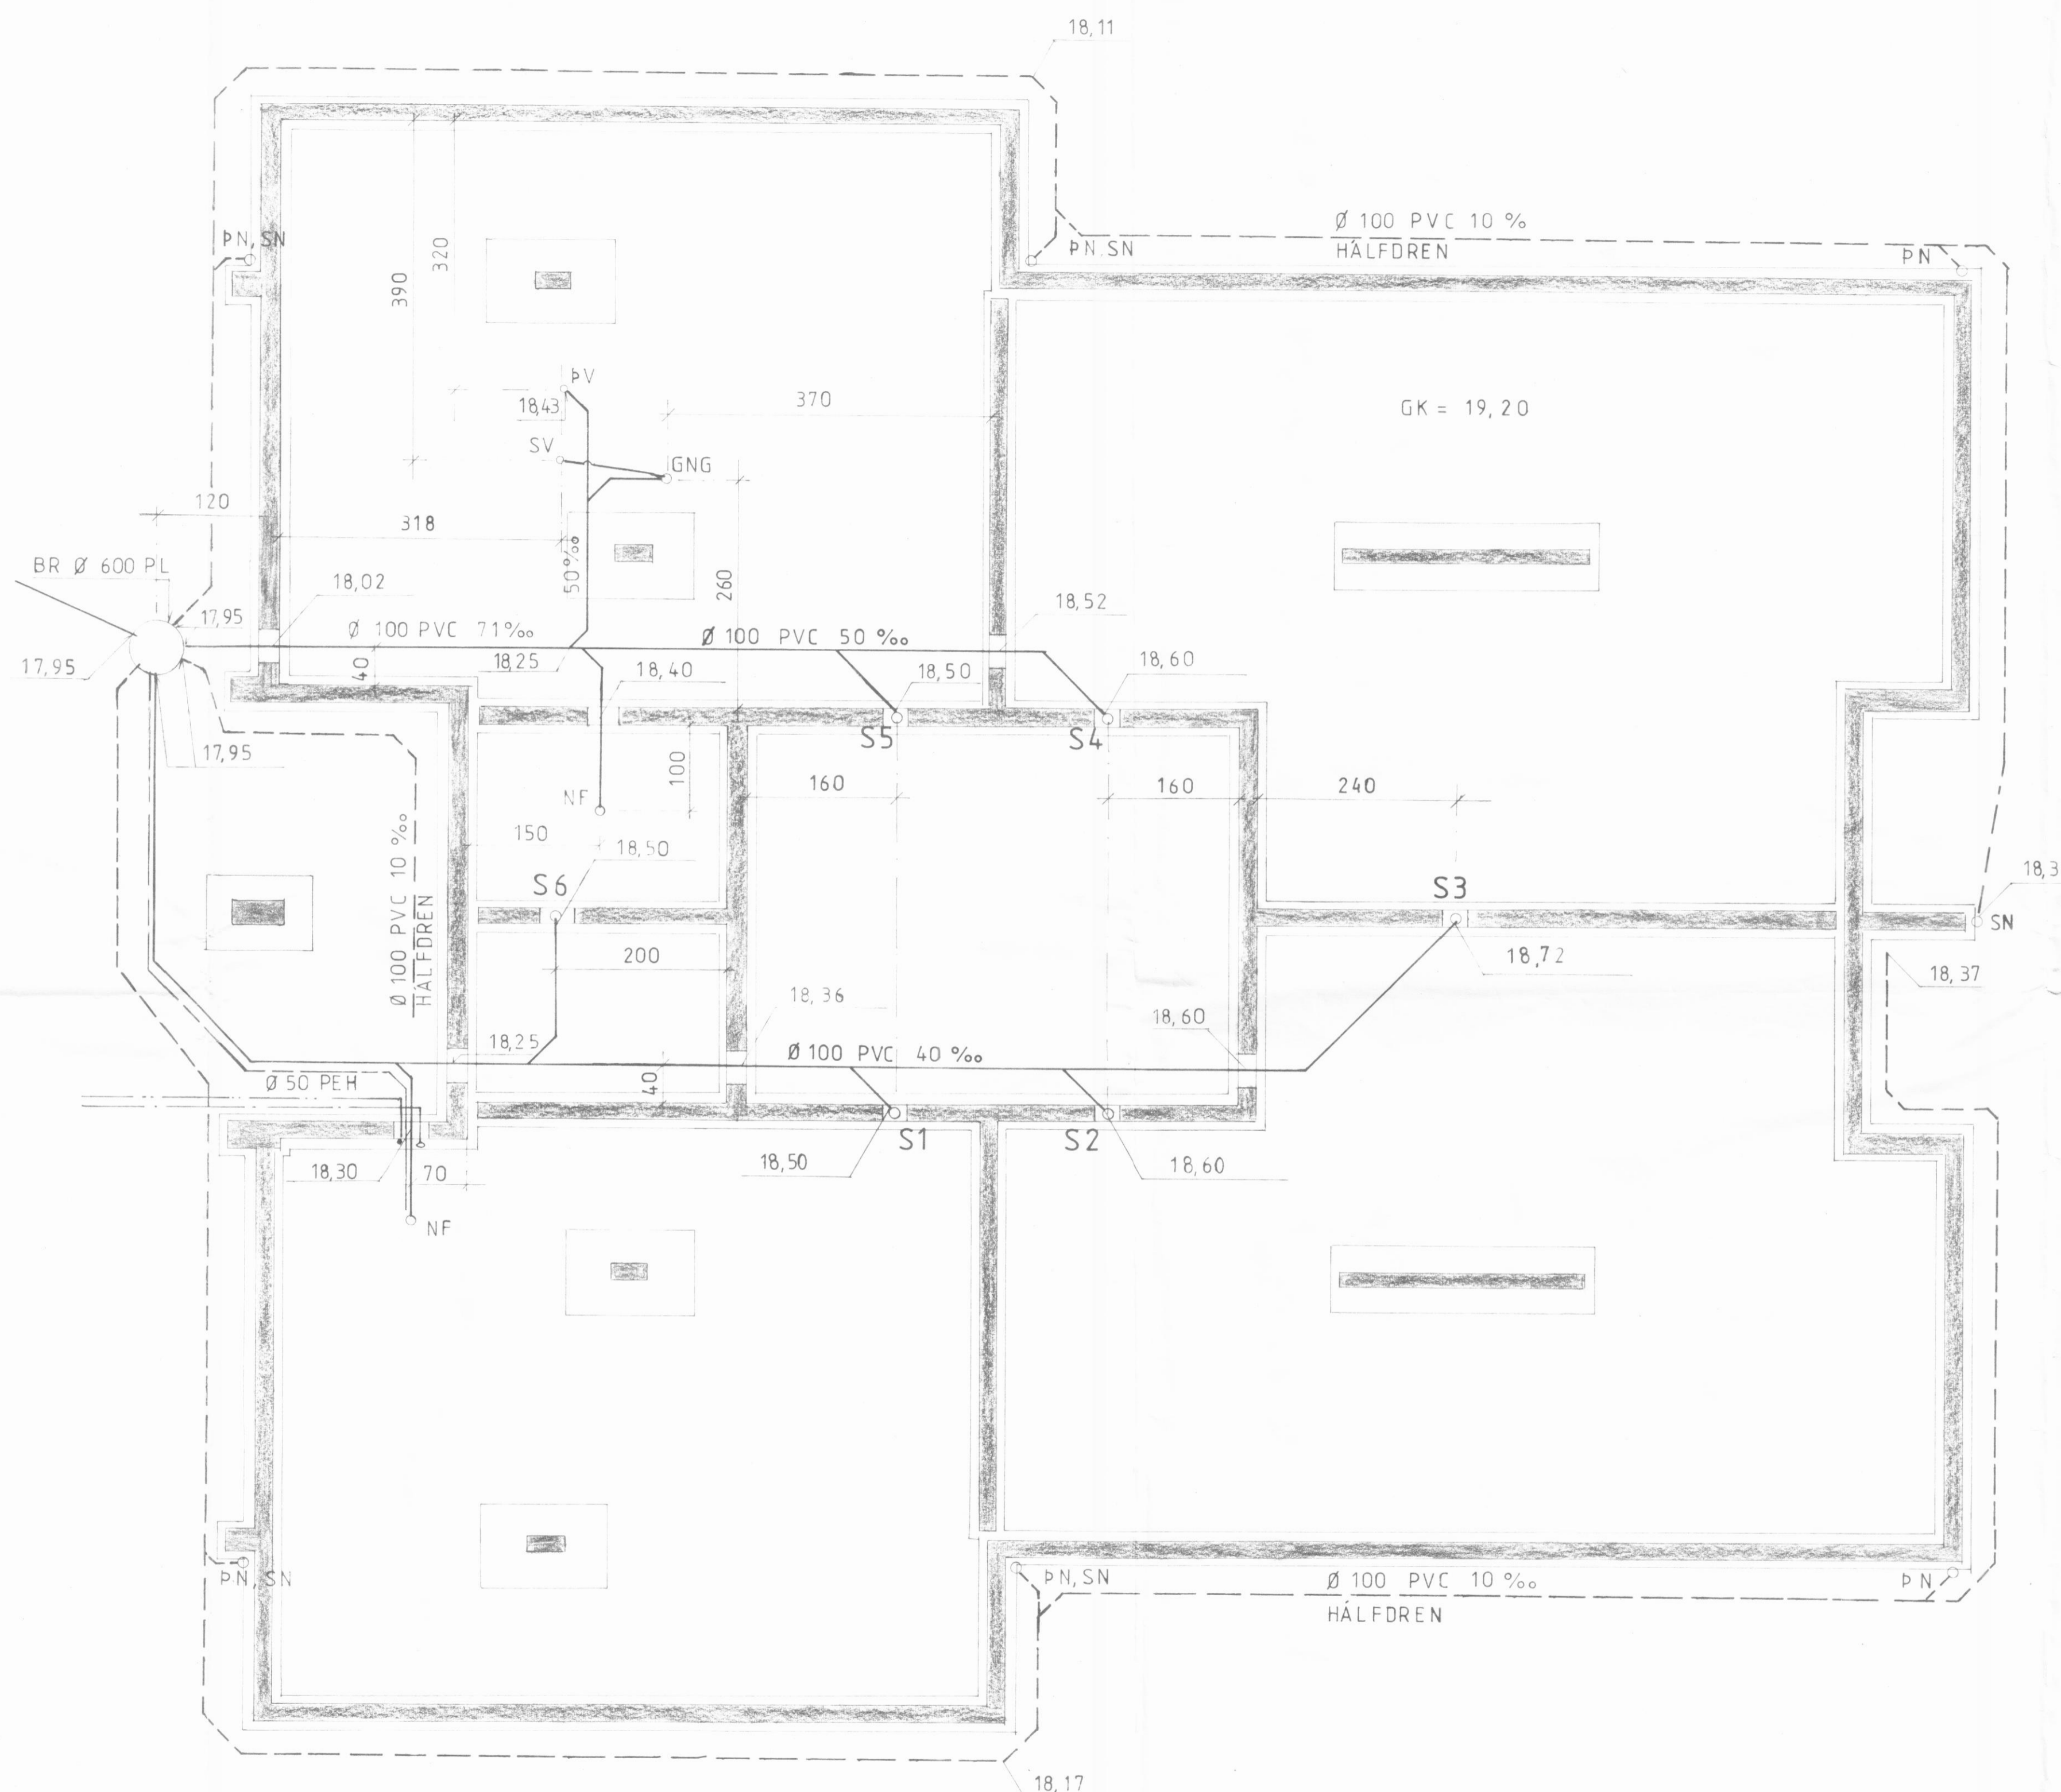 18,11
Ø 100 PVC 10 ‰
HÁLFDREN
ÞN, SN
ÞN, SN
ÞN
320
390
ÞV
18,43
370
GK = 19,20
SV
GNG
120
318
50‰
260
BR Ø 600 PL
18,02
18,52
17,95
Ø 100 PVC 71‰
Ø 100 PVC 50 ‰
17,95
40
18,25
18,40
18,50
18,60
S5
S4
17,95
100
160
160
240
NF
150
18,50
Ø 100 PVC 10 ‰
HÁLFDREN
S6
S3
18,3
SN
200
18,72
18,37
18,36
18,60
18,25
Ø 100 PVC 40 ‰
Ø 50 PEH
40
S1
S2
18,50
18,60
18,30
70
NF
ÞN, SN
ÞN, SN
Ø 100 PVC 10 ‰
HÁLFDREN
ÞN
18,17